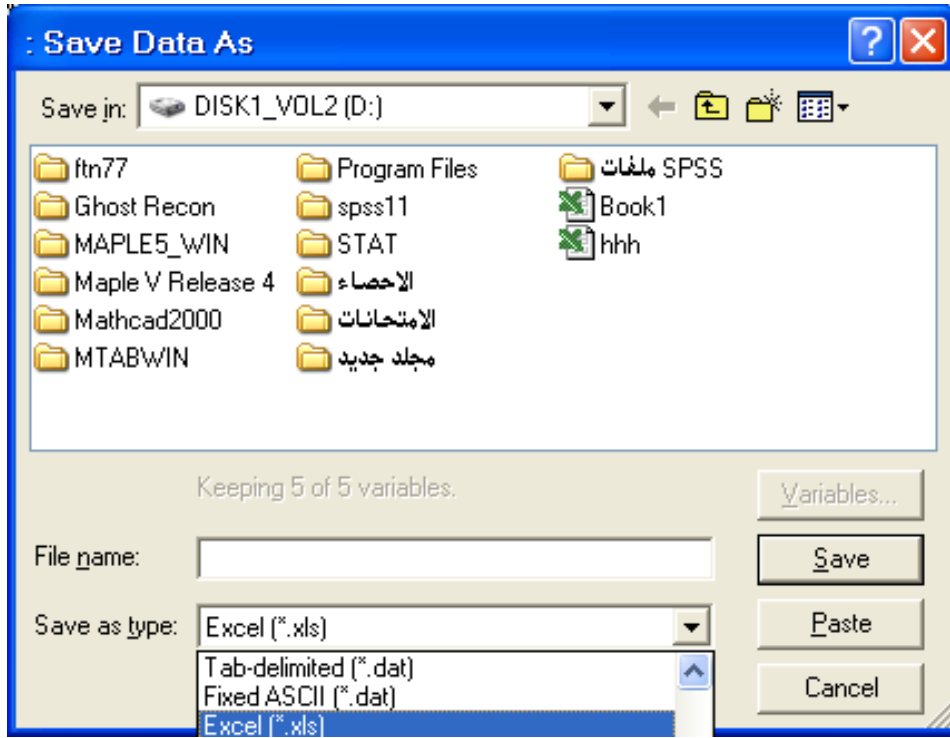 : Save Data As
Save in: DISK1_VOL2 (D:)
ftn77
Ghost Recon
MAPLE5_WIN
Maple V Release 4
Mathcad2000
MTABWIN
Program Files
spss11
STAT
الاحصاء
الامتحانات
مجلد جديد
ملفات SPSS
Book1
hhh
Keeping 5 of 5 variables.
Variables...
File name:
Save
Save as type: Excel (*.xls)
Paste
Tab-delimited (*.dat)
Fixed ASCII (*.dat)
Excel (*.xls)
Cancel